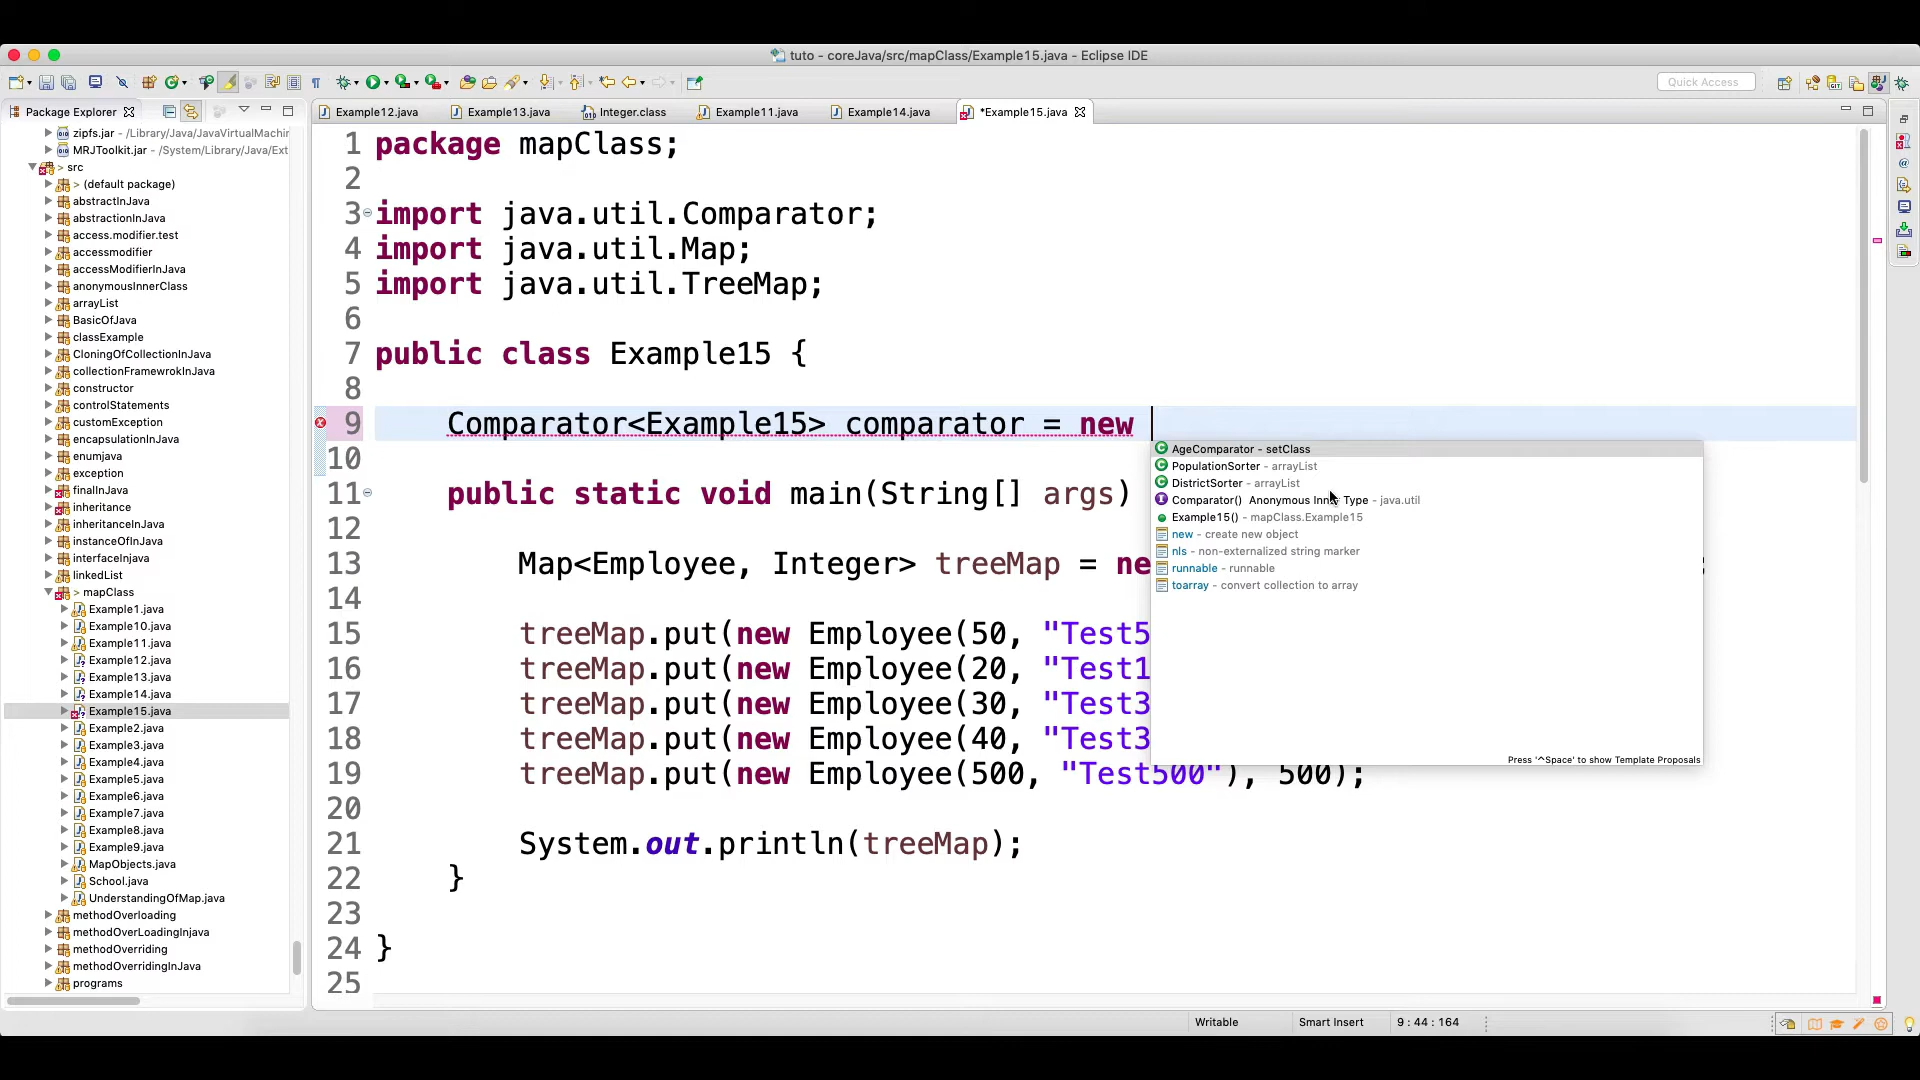 tuto - coreJava/src/mapClass/Example15.java - Eclipse IDE
Quick Access
Package Explorer
Example12.java
Example13.java
Integer.class
Example11.java
Example14.java
*Example15.java
zipfs.jar - /Library/Java/JavaVirtualMachin
MRJToolkit.jar - /System/Library/Java/Ext
> src
> (default package)
abstractInJava
abstractionInJava
access.modifier.test
accessmodifier
accessModifierInJava
anonymousInnerClass
arrayList
BasicOfJava
classExample
CloningOfCollectionInJava
collectionFramewrokInJava
constructor
controlStatements
customException
encapsulationInJava
enumjava
exception
finalInJava
inheritance
inheritanceInJava
instanceOfInJava
interfaceInjava
linkedList
> mapClass
Example1.java
Example10.java
Example11.java
Example12.java
Example13.java
Example14.java
Example15.java
Example2.java
Example3.java
Example4.java
Example5.java
Example6.java
Example7.java
Example8.java
Example9.java
MapObjects.java
School.java
UnderstandingOfMap.java
methodOverloading
methodOverLoadingInjava
methodOverriding
methodOverridingInJava
programs
1 package mapClass;
2
3 import java.util.Comparator;
4 import java.util.Map;
5 import java.util.TreeMap;
6
7 public class Example15 {
8
9 Comparator<Example15> comparator = new
10
11 public static void main(String[] args)
12
13 Map<Employee, Integer> treeMap = ne ;
14
15 treeMap.put(new Employee(50, "Test5
16 treeMap.put(new Employee(20, "Test1
17 treeMap.put(new Employee(30, "Test3
18 treeMap.put(new Employee(40, "Test3
19 treeMap.put(new Employee(500, "Test500"), 500);
20
21 System.out.println(treeMap);
22 }
23
24 }
25
AgeComparator - setClass
PopulationSorter - arrayList
DistrictSorter - arrayList
Comparator() Anonymous Inner Type - java.util
Example15() - mapClass.Example15
new - create new object
nls - non-externalized string marker
runnable - runnable
toarray - convert collection to array
Press '^Space' to show Template Proposals
Writable
Smart Insert
9 : 44 : 164